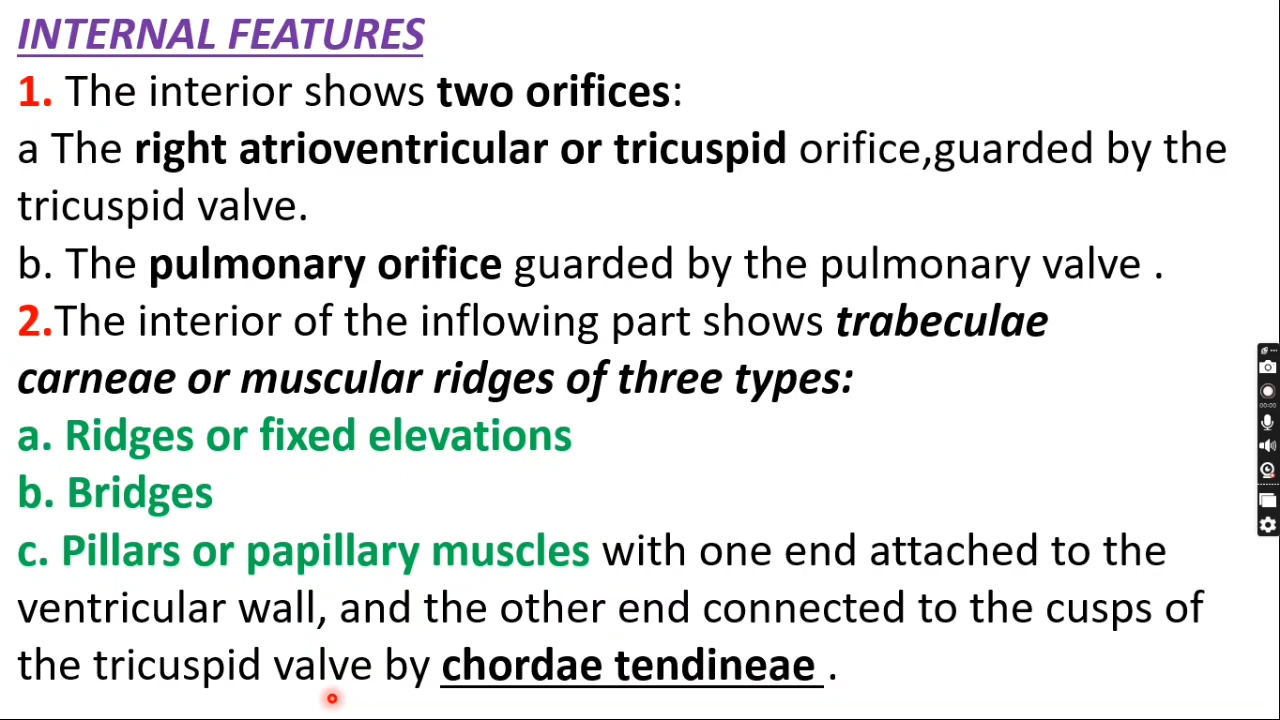 INTERNAL FEATURES
1. The interior shows two orifices:
a The right atrioventricular or tricuspid orifice,guarded by the
tricuspid valve.
b. The pulmonary orifice guarded by the pulmonary valve .
2.The interior of the inflowing part shows trabeculae
carneae or muscular ridges of three types:
a. Ridges or fixed elevations
b. Bridges
c. Pillars or papillary muscles with one end attached to the
ventricular wall, and the other end connected to the cusps of
the tricuspid valve by chordae tendineae .
00:00